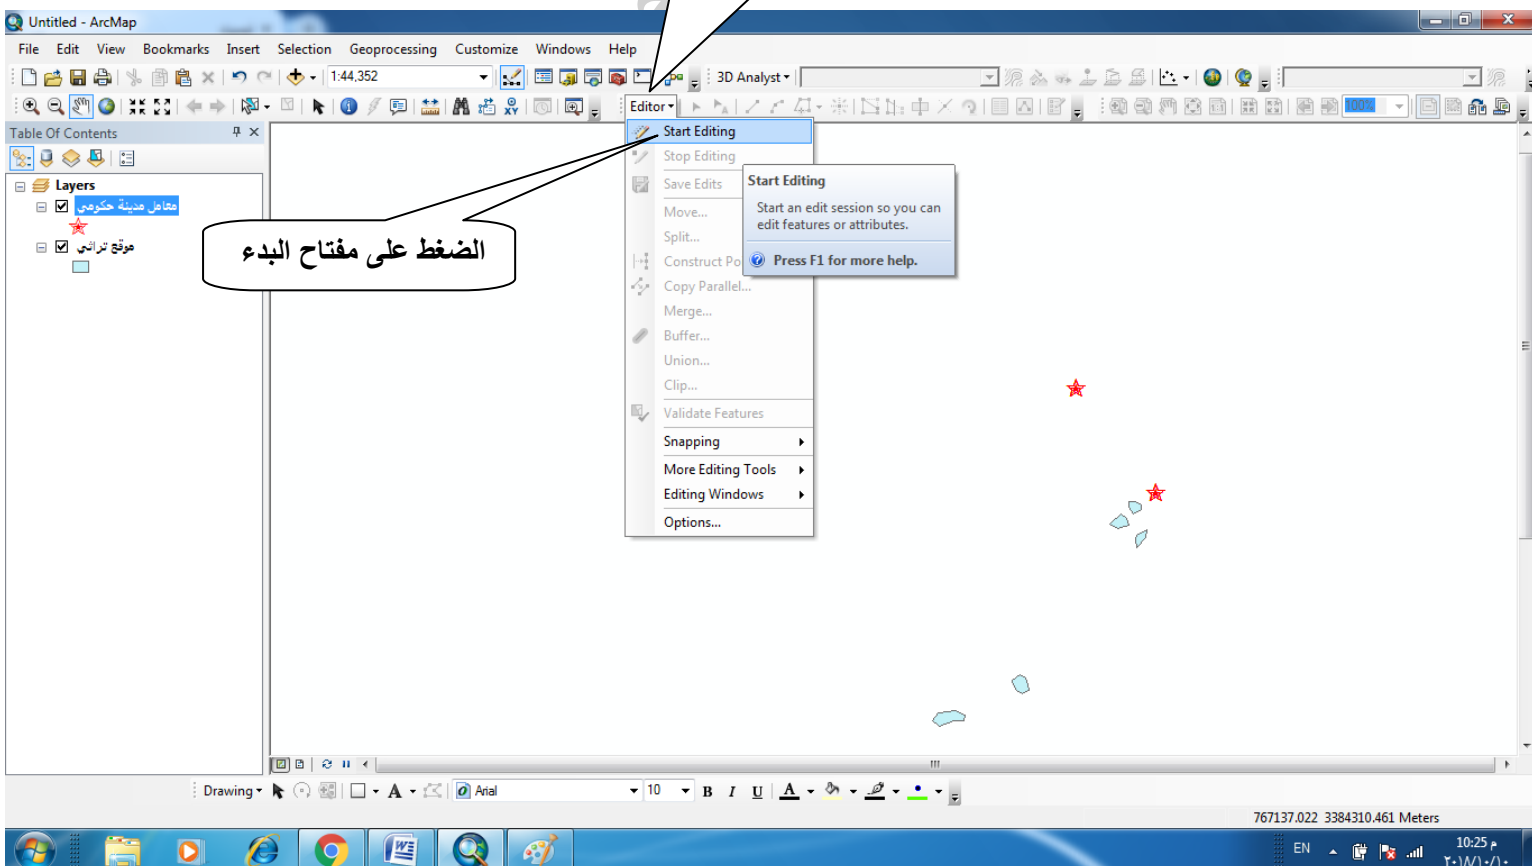 Untitled - ArcMap
File Edit View Bookmarks Insert Selection Geoprocessing Customize Windows Help
1:44,352
3D Analyst
Editor
100%
Table Of Contents
Layers
معامل مدينة حكومي
موقع تراثي
الضغط على مفتاح البدء
Start Editing
Stop Editing
Save Edits
Move...
Split...
Construct Po
Copy Parallel...
Merge...
Buffer...
Union...
Clip...
Validate Features
Snapping
More Editing Tools
Editing Windows
Options...
Start Editing
Start an edit session so you can
edit features or attributes.
Press F1 for more help.
Drawing
A
Arial
10
B I U A
767137.022 3384310.461 Meters
EN
10:25 م
٢٠١٨/١٠/١٠